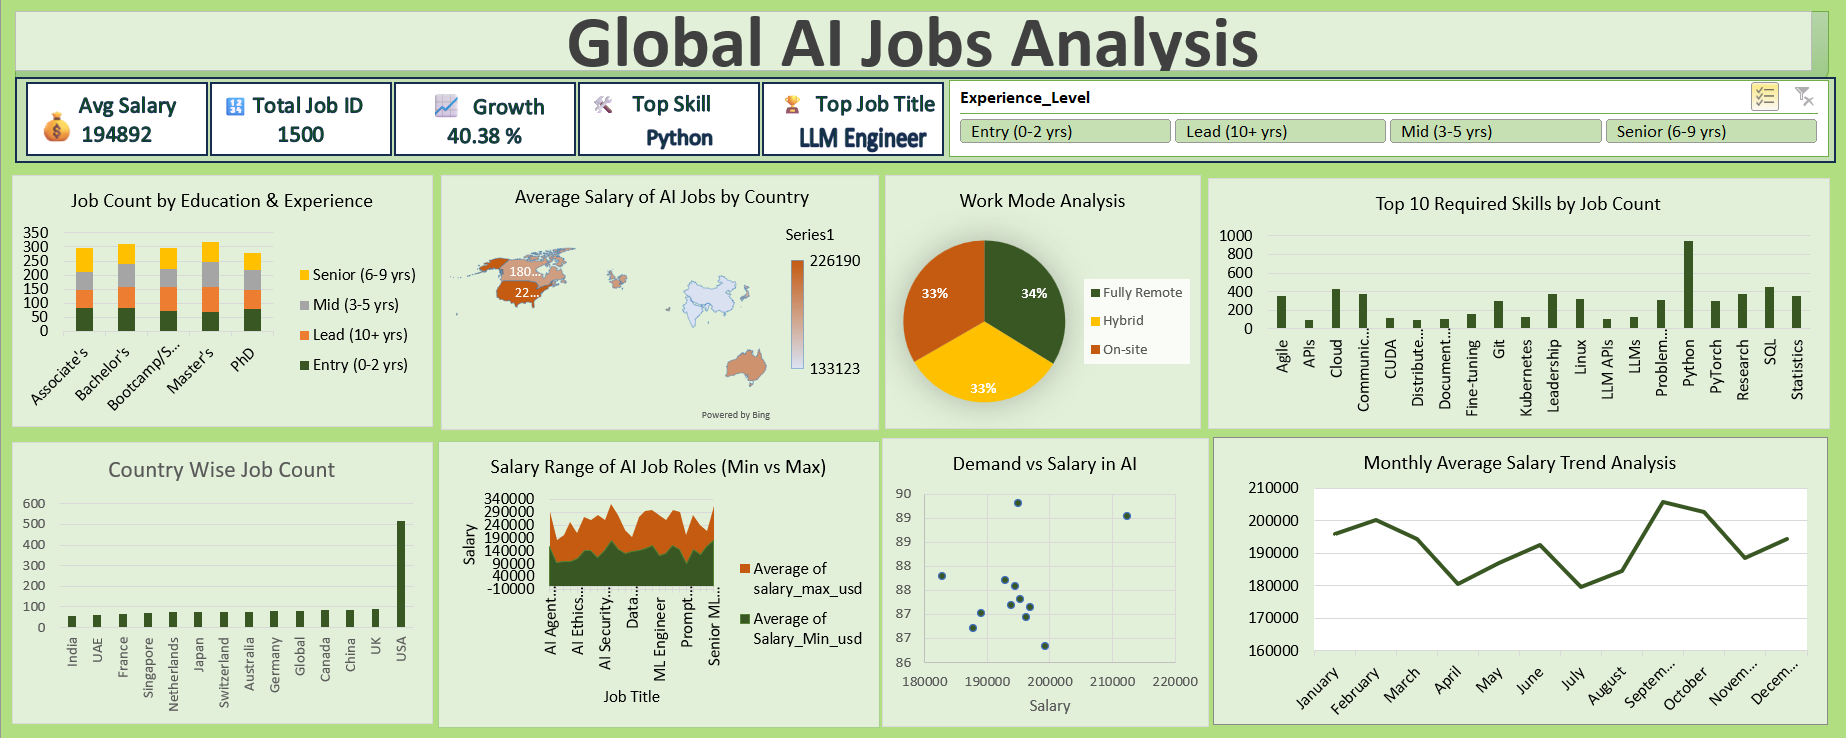 Global AI Jobs Analysis
Avg Salary
194892
Total Job ID
1500
Growth
40.38 %
Top Skill
Python
Top Job Title
LLM Engineer
Experience_Level
Entry (0-2 yrs)
Lead (10+ yrs)
Mid (3-5 yrs)
Senior (6-9 yrs)
Job Count by Education & Experience
350
300
250
200
150
100
50
0
Associate's
Bachelor's
Bootcamp/S...
Master's
PhD
Senior (6-9 yrs)
Mid (3-5 yrs)
Lead (10+ yrs)
Entry (0-2 yrs)
Average Salary of AI Jobs by Country
Series1
226190
133123
180...
22...
Powered by Bing
Work Mode Analysis
33%
34%
33%
Fully Remote
Hybrid
On-site
Top 10 Required Skills by Job Count
1000
800
600
400
200
0
Agile
APIs
Cloud
Communic...
CUDA
Distribute...
Document...
Fine-tuning
Git
Kubernetes
Leadership
Linux
LLM APIs
LLMs
Problem...
Python
PyTorch
Research
SQL
Statistics
Country Wise Job Count
600
500
400
300
200
100
0
India
UAE
France
Singapore
Netherlands
Japan
Switzerland
Australia
Germany
Global
Canada
China
UK
USA
Salary Range of AI Job Roles (Min vs Max)
Salary
340000
290000
240000
190000
140000
90000
40000
-10000
AI Agent...
AI Ethics...
AI Security...
Data...
ML Engineer
Prompt...
Senior ML...
Job Title
Average of
salary_max_usd
Average of
Salary_Min_usd
Demand vs Salary in AI
90
89
89
88
88
87
87
86
180000
190000
200000
210000
220000
Salary
Monthly Average Salary Trend Analysis
210000
200000
190000
180000
170000
160000
January
February
March
April
May
June
July
August
Septem...
October
Novem...
Decem...